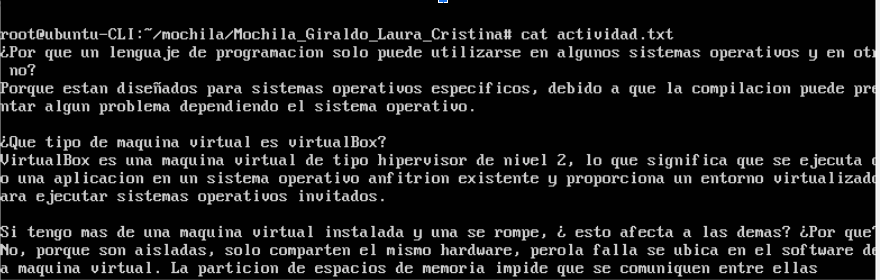 root@ubuntu-CLI:~/mochila/Mochila_Giraldo_Laura_Cristina# cat actividad.txt
¿Por que un lenguaje de programacion solo puede utilizarse en algunos sistemas operativos y en otr
no?
Porque estan diseñados para sistemas operativos especificos, debido a que la compilacion puede pre
ntar algun problema dependiendo el sistema operativo.
¿Que tipo de maquina virtual es virtualBox?
VirtualBox es una maquina virtual de tipo hipervisor de nivel 2, lo que significa que se ejecuta c
o una aplicacion en un sistema operativo anfitrion existente y proporciona un entorno virtualizado
ara ejecutar sistemas operativos invitados.
Si tengo mas de una maquina virtual instalada y una se rompe, ¿ esto afecta a las demas? ¿Por que?
No, porque son aisladas, solo comparten el mismo hardware, perola falla se ubica en el software de
a maquina virtual. La particion de espacios de memoria impide que se comuniquen entre ellas